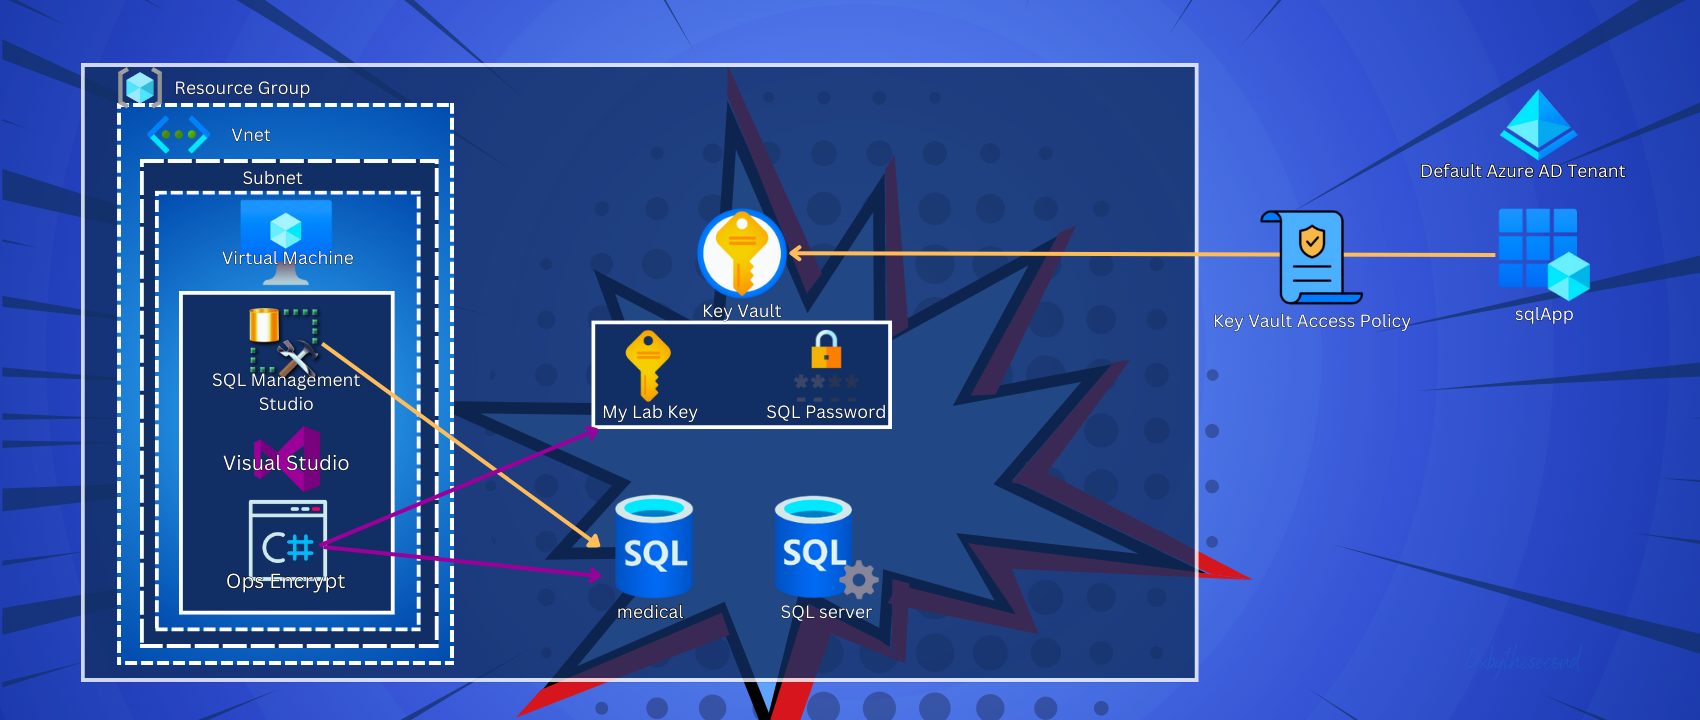 Resource Group
Vnet
Subnet
Virtual Machine
SQL Management
Studio
Visual Studio
C#
Ops Encrypt
Key Vault
My Lab Key
SQL Password
****
SQL
medical
SQL
SQL server
Key Vault Access Policy
Default Azure AD Tenant
sqlApp